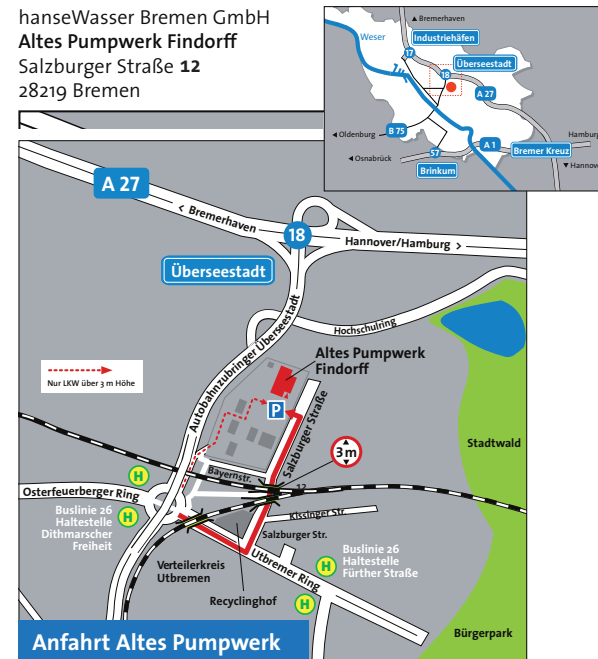 hanseWasser Bremen GmbH
Altes Pumpwerk Findorff
Salzburger Straße 12
28219 Bremen
▲ Bremerhaven
Weser
Industriehäfen
17
Überseestadt
18
A 27
B 75
◄ Oldenburg
A 1
Hamburg
Bremer Kreuz
57
◄ Osnabrück
Brinkum
▼ Hannove
A 27
< Bremerhaven
18
Hannover/Hamburg >
Überseestadt
Autobahnzubringer Überseestadt
Hochschulring
Altes Pumpwerk
Findorff
Nur LKW über 3 m Höhe
P
Salzburger Straße
Stadtwald
3m
Bayernstr.
12
H
Osterfeuerberger Ring
H
Buslinie 26
Haltestelle
Dithmarscher
Freiheit
Kissinger Str.
Salzburger Str.
Utbremer Ring
Buslinie 26
Haltestelle
Fürther Straße
H
Verteilerkreis
Utbremen
Recyclinghof
H
Bürgerpark
Anfahrt Altes Pumpwerk